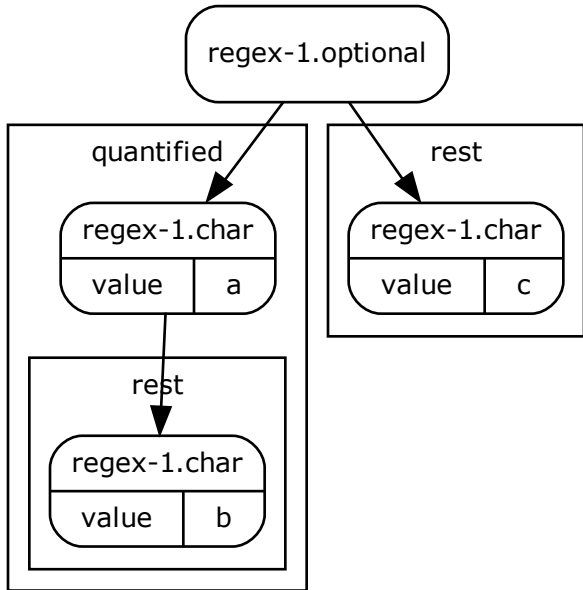 regex-1.optional
quantified
rest
regex-1.char
value a
regex-1.char
value c
rest
regex-1.char
value b